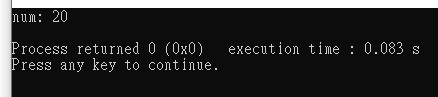 num: 20
Process returned 0 (0x0)   execution time : 0.083 s
Press any key to continue.